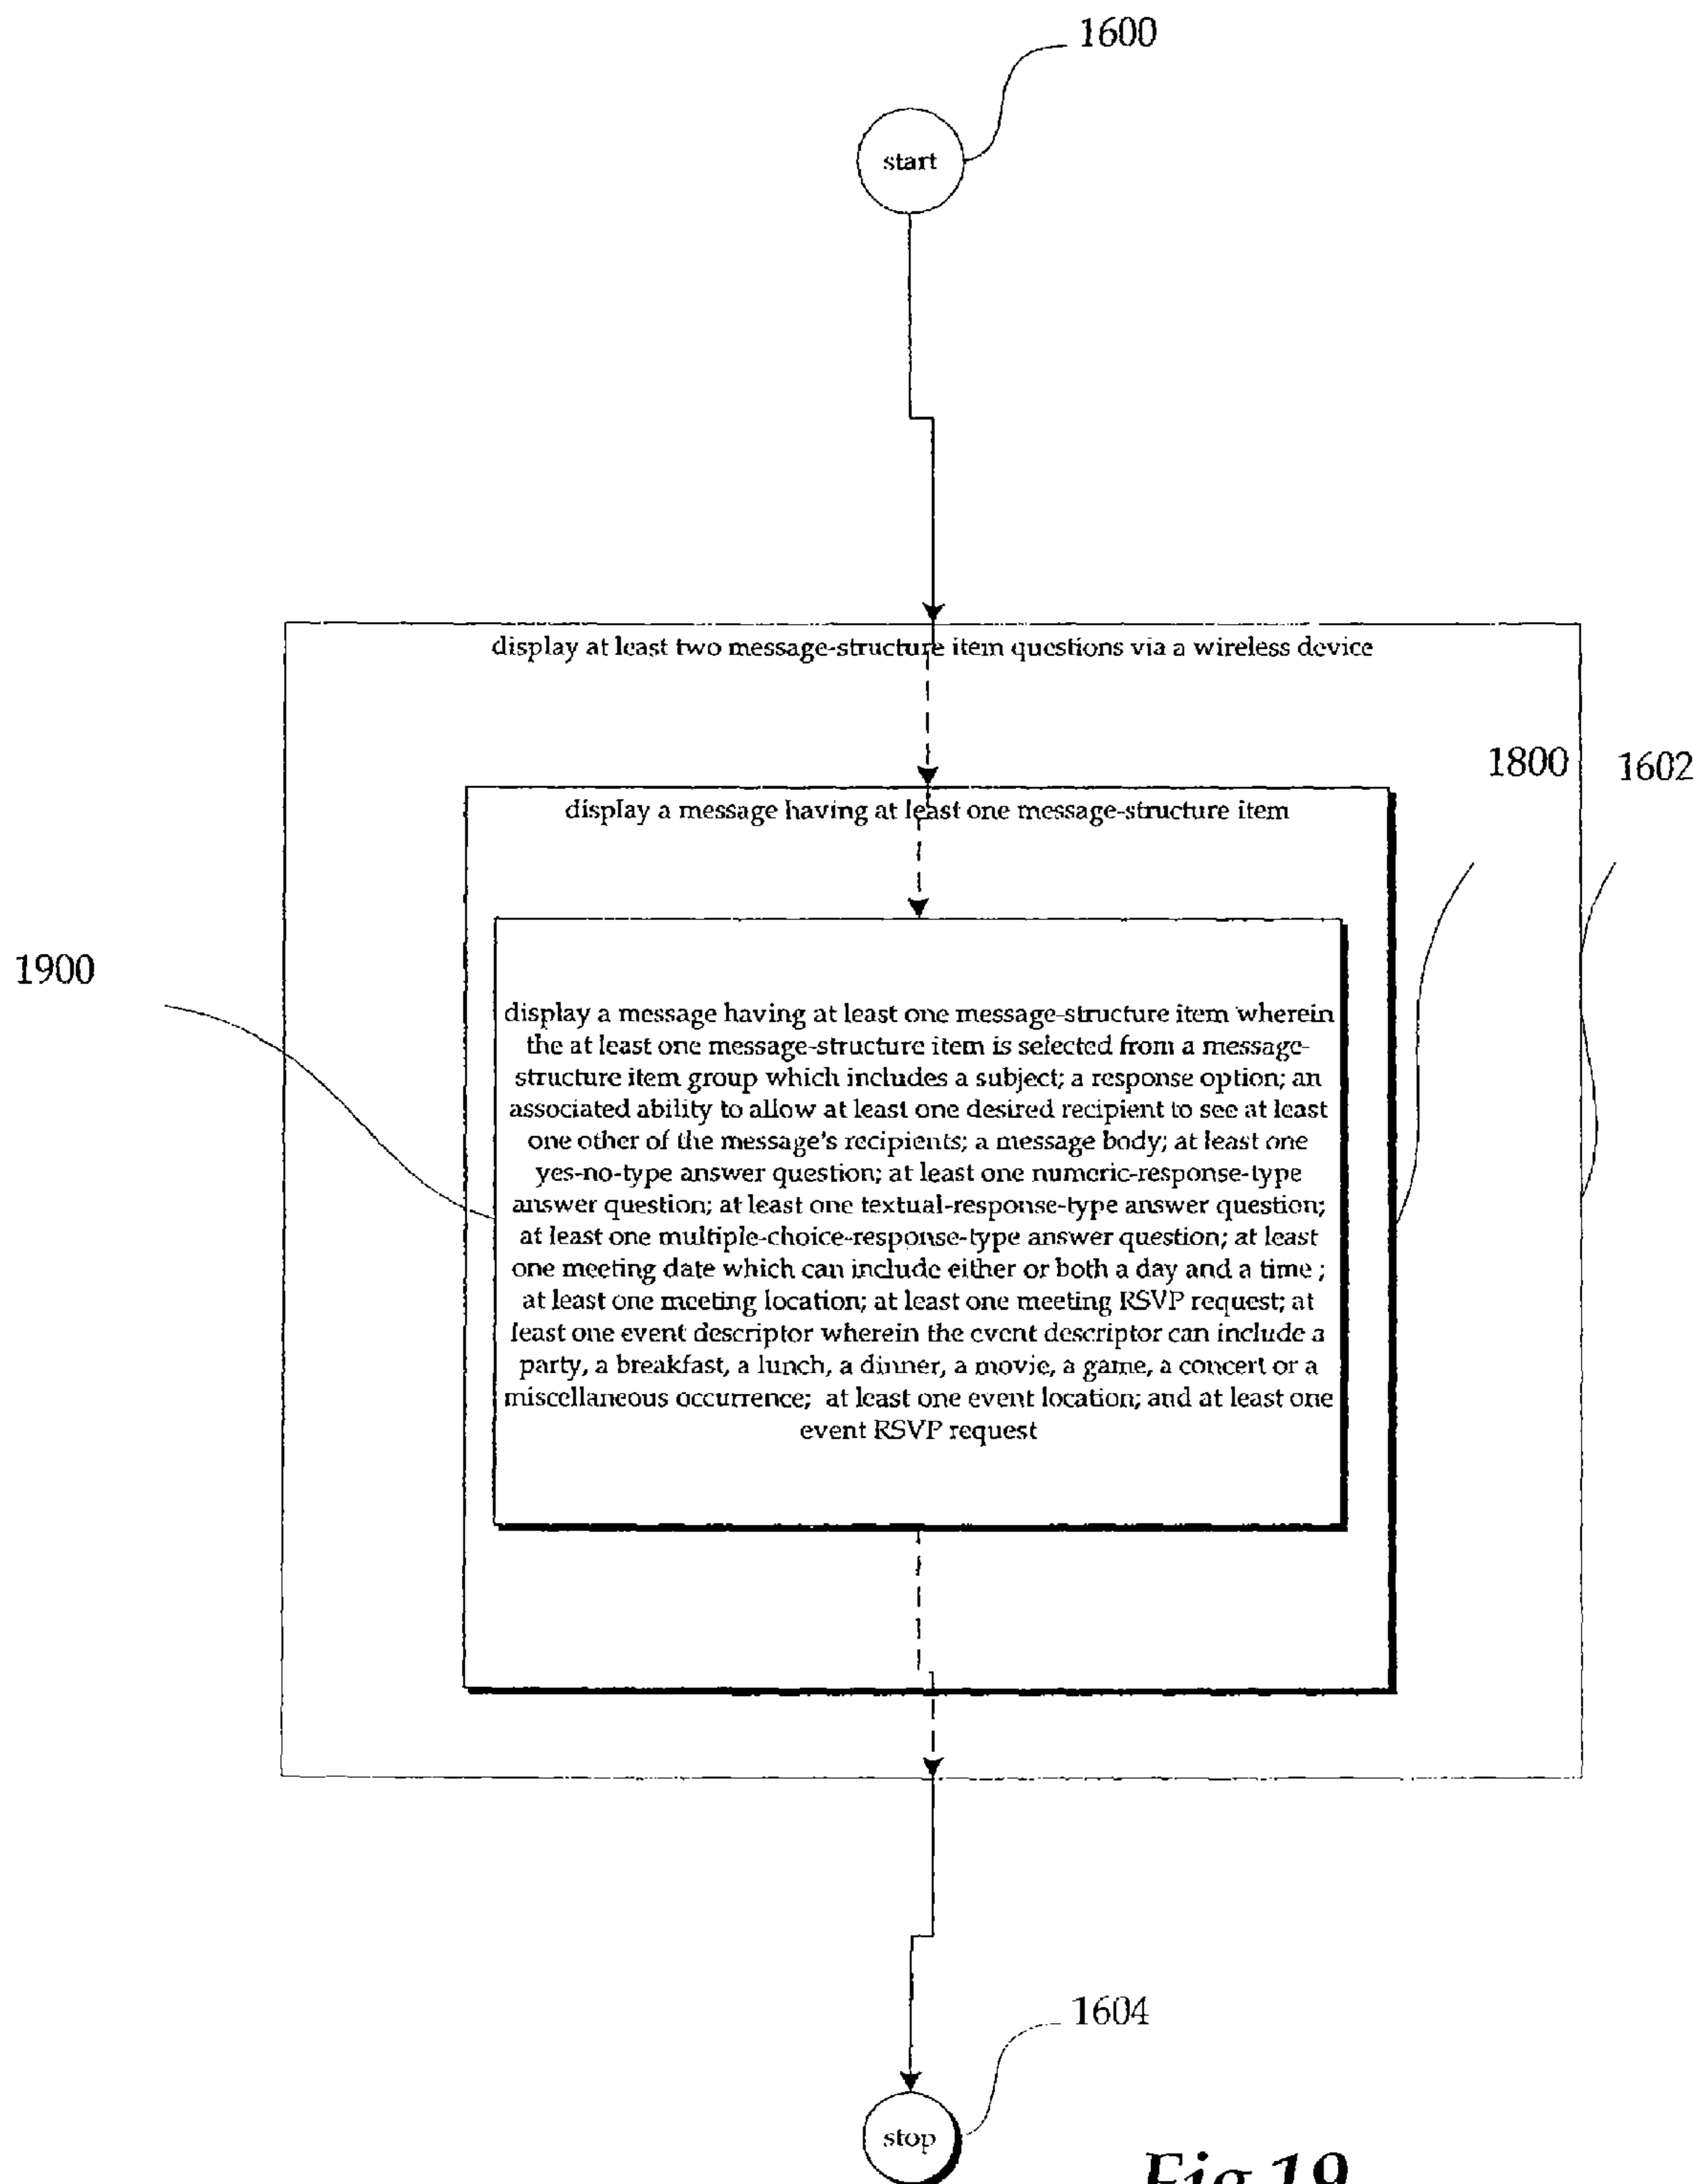 1600
start
display at least two message-structure item questions via a wireless device
1800
1602
display a message having at least one message-structure item
1900
display a message having at least one message-structure item wherein
the at least one message-structure item is selected from a message-
structure item group which includes a subject; a response option; an
associated ability to allow at least one desired recipient to see at least
one other of the message's recipients; a message body; at least one
yes-no-type answer question; at least one numeric-response-type
answer question; at least one textual-response-type answer question;
at least one multiple-choice-response-type answer question; at least
one meeting date which can include either or both a day and a time ;
at least one meeting location; at least one meeting RSVP request; at
least one event descriptor wherein the event descriptor can include a
party, a breakfast, a lunch, a dinner, a movie, a game, a concert or a
miscellaneous occurrence; at least one event location; and at least one
event RSVP request
1604
stop
Fig 19